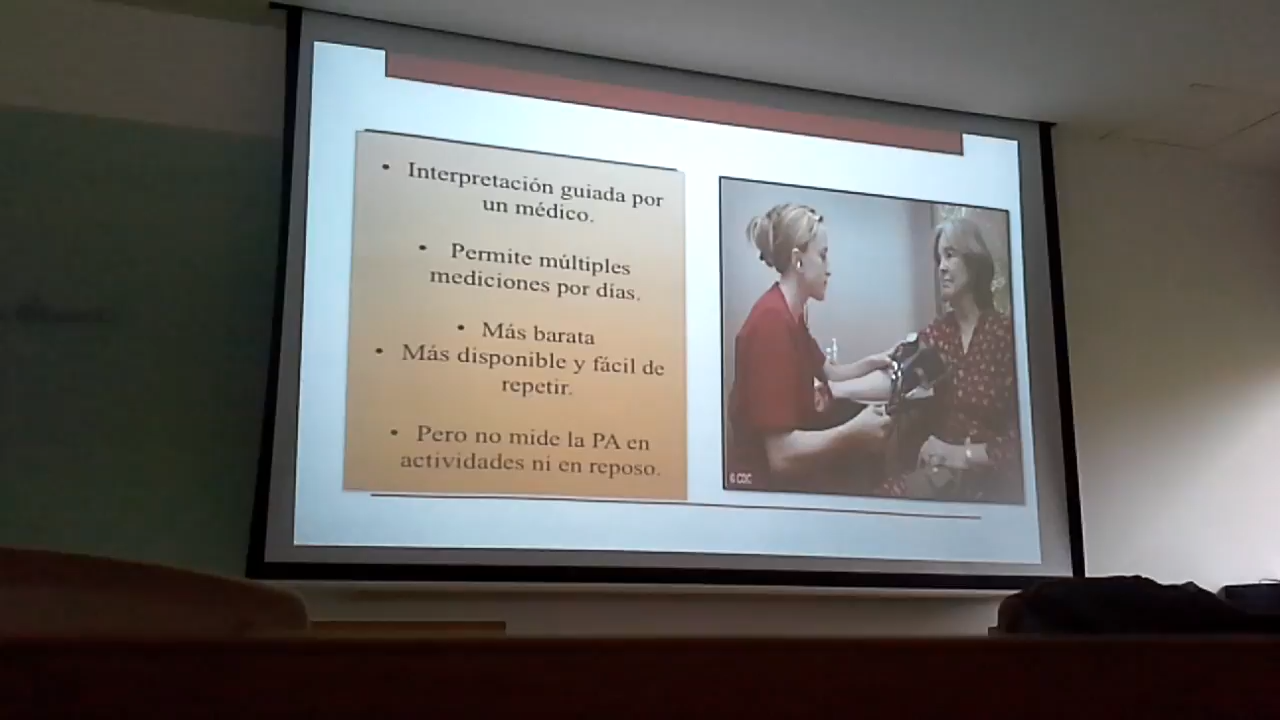 • Interpretación guiada por
un médico.
• Permite múltiples
mediciones por días.
• Más barata
• Más disponible y fácil de
repetir.
• Pero no mide la PA en
actividades ni en reposo.
© CDC